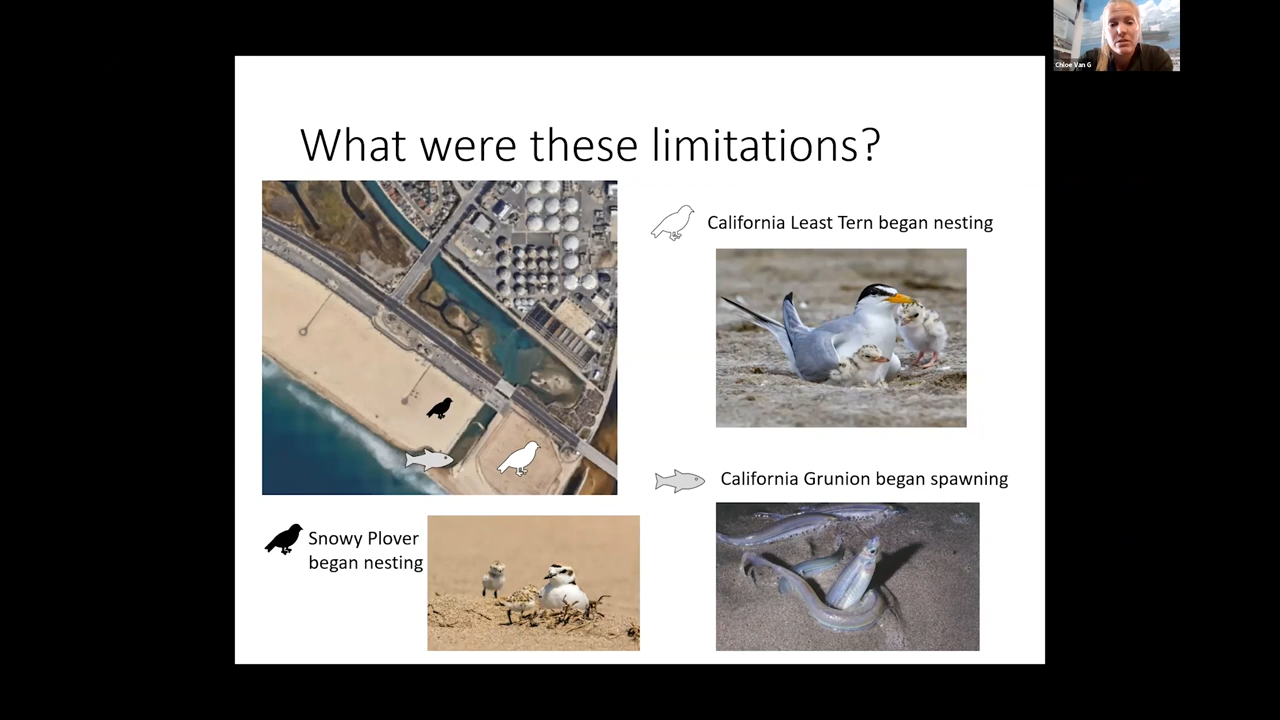 Chloe Van G
What were these limitations?
California Least Tern began nesting
California Grunion began spawning
Snowy Plover
began nesting